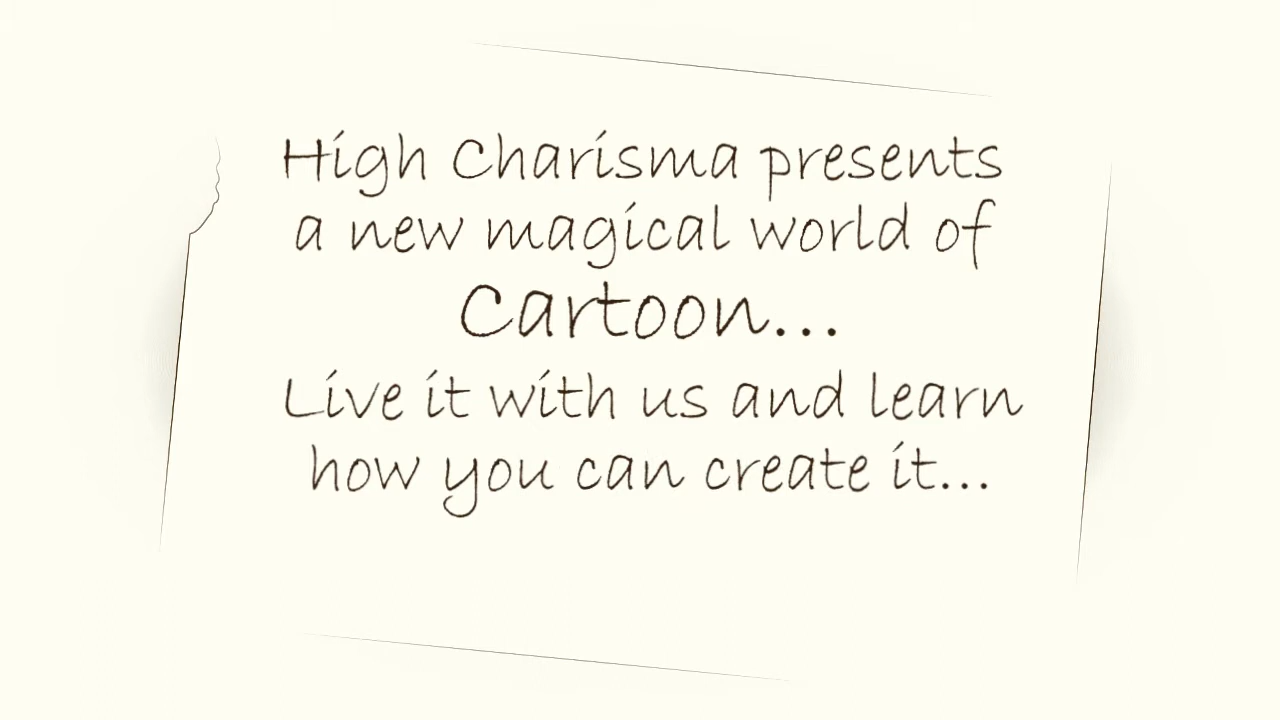 High Charisma presents
a new magical world of
Cartoon...
Live it with us and learn
how you can create it...